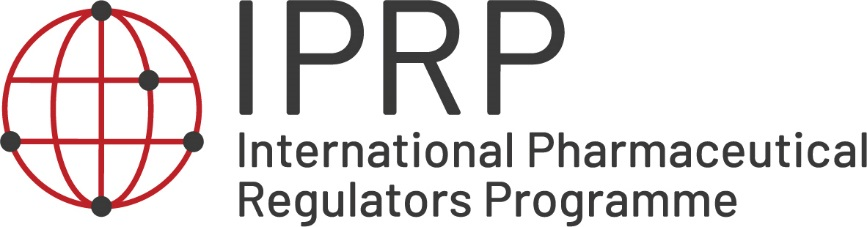 IPRP
International Pharmaceutical
Regulators Programme